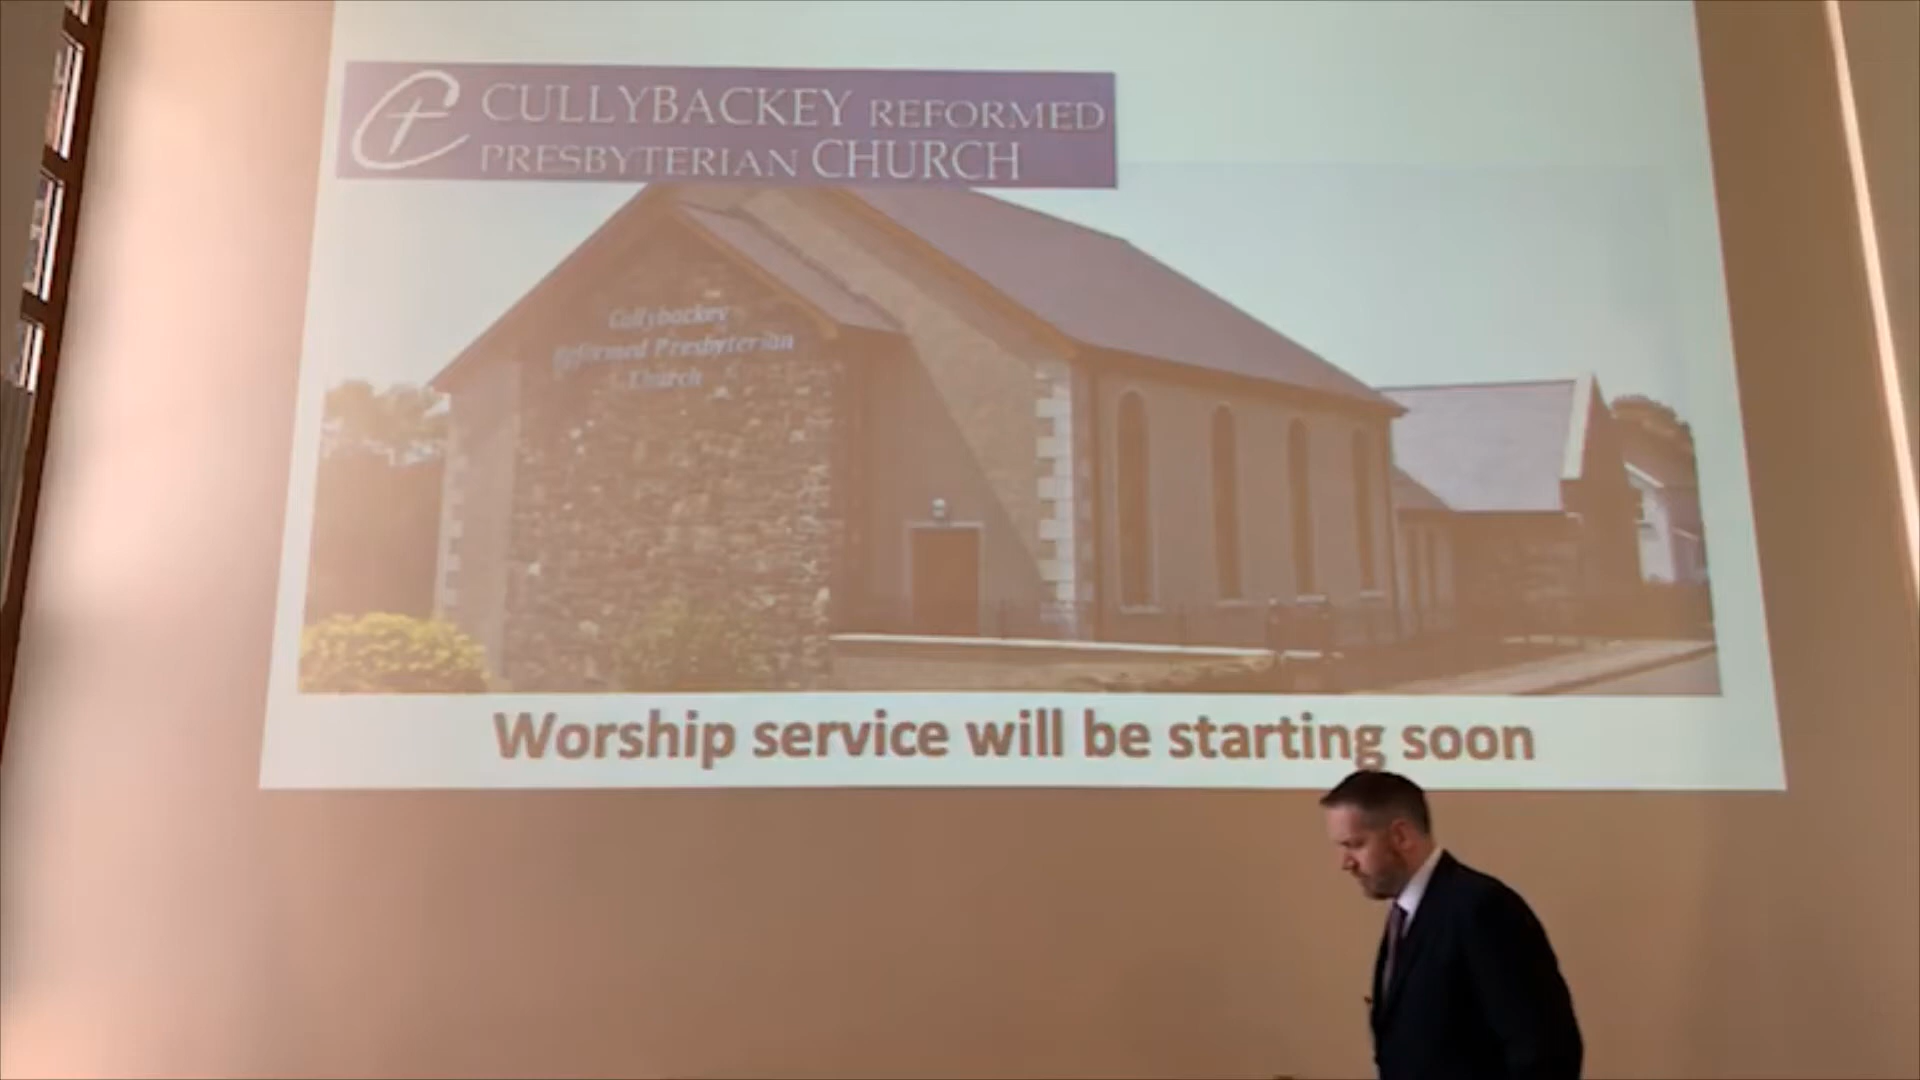 CULLYBACKEY REFORMED
PRESBYTERIAN CHURCH
Cullybackey
Reformed Presbyterian
Church
Worship service will be starting soon